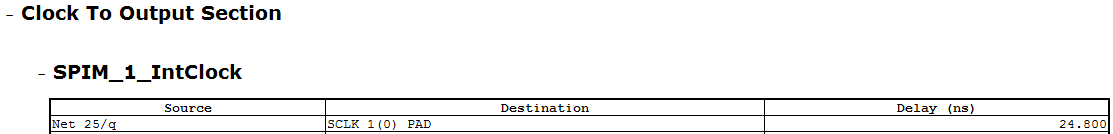 - Clock To Output Section
- SPIM_1_IntClock
Source Destination Delay (ns)
Net 25/q SCLK 1(0) PAD 24.800